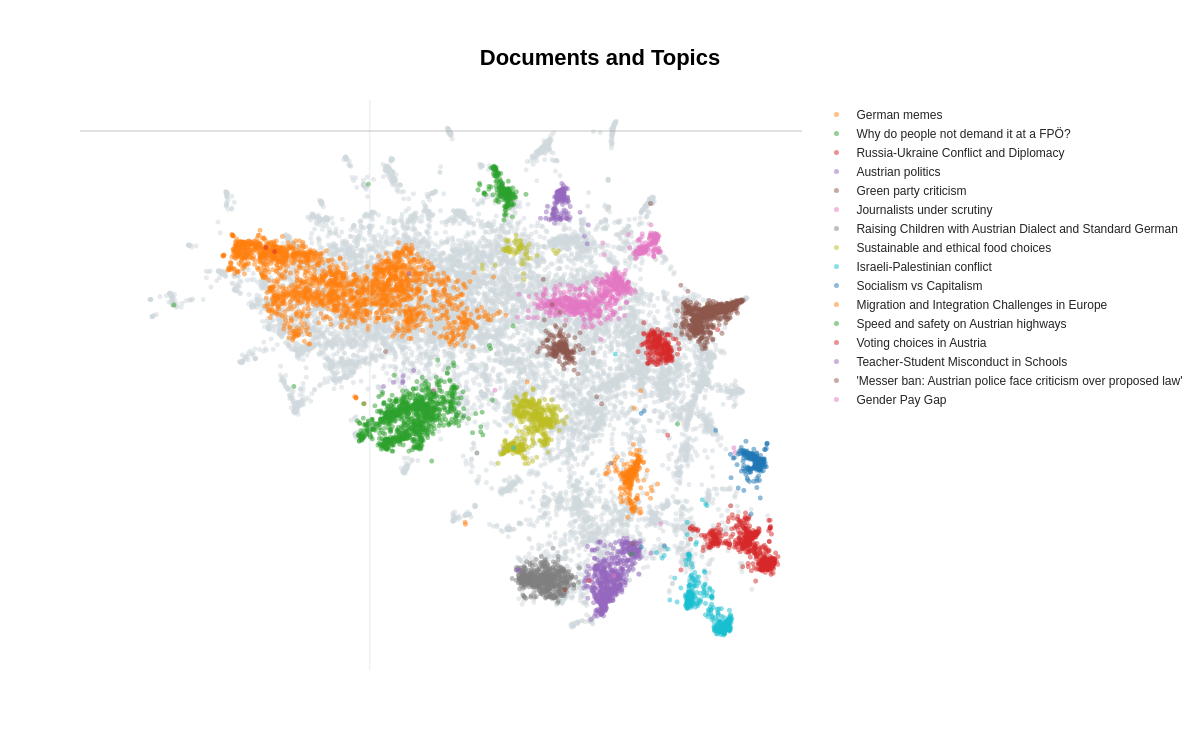 Documents and Topics
German memes
Why do people not demand it at a FPÖ?
Russia-Ukraine Conflict and Diplomacy
Austrian politics
Green party criticism
Journalists under scrutiny
Raising Children with Austrian Dialect and Standard German
Sustainable and ethical food choices
Israeli-Palestinian conflict
Socialism vs Capitalism
Migration and Integration Challenges in Europe
Speed and safety on Austrian highways
Voting choices in Austria
Teacher-Student Misconduct in Schools
'Messer ban: Austrian police face criticism over proposed law'
Gender Pay Gap